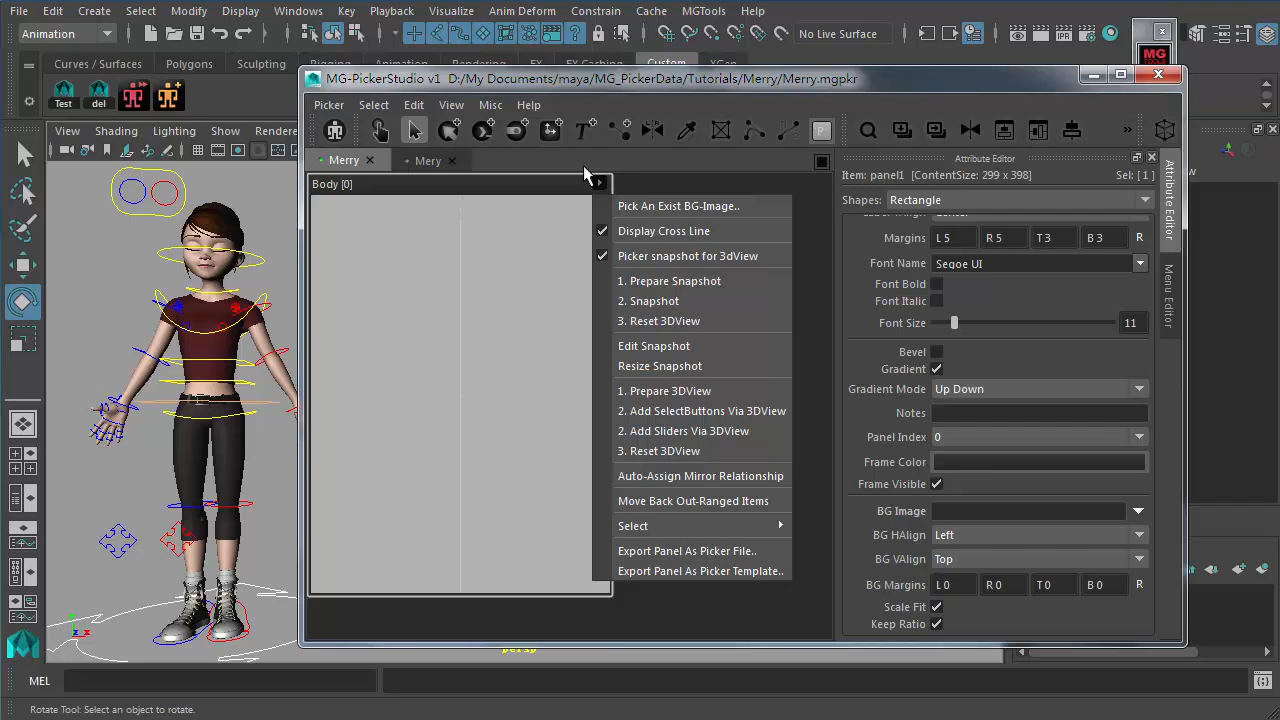 File Edit Create Select Modify Display Windows Key Playback Visualize Anim Deform Constrain Cache MGTools Help
Animation
No Live Surface
IPR
MG
TOOLS
Curves / Surfaces Polygons Sculpting
Custom
Test
del
MG-PickerStudio v1 D:/My Documents/maya/MG_PickerData/Tutorials/Merry/Merry.mgpkr
View Shading Lighting Show Rendere
Picker Select Edit View Misc Help
T
P
»
Merry
Merry
Body [0]
Pick An Exist BG-Image..
Display Cross Line
Picker snapshot for 3dView
1. Prepare Snapshot
2. Snapshot
3. Reset 3DView
Edit Snapshot
Resize Snapshot
1. Prepare 3DView
2. Add SelectButtons Via 3DView
2. Add Sliders Via 3DView
3. Reset 3DView
Auto-Assign Mirror Relationship
Move Back Out-Ranged Items
Select
Export Panel As Picker File..
Export Panel As Picker Template..
Attribute Editor
Item: panel1 [ContentSize: 299 x 398] Sel: [ 1 ]
Shapes: Rectangle
Margins L 5 R 5 T 3 B 3 R
Font Name Segoe UI
Font Bold
Font Italic
Font Size 11
Bevel
Gradient
Gradient Mode Up Down
Notes
Panel Index 0
Frame Color
Frame Visible
BG Image
BG HAlign Left
BG VAlign Top
BG Margins L 0 R 0 T 0 B 0 R
Scale Fit
Keep Ratio
Attribute Editor
Menu Editor
persp
MEL
Rotate Tool: Select an object to rotate.